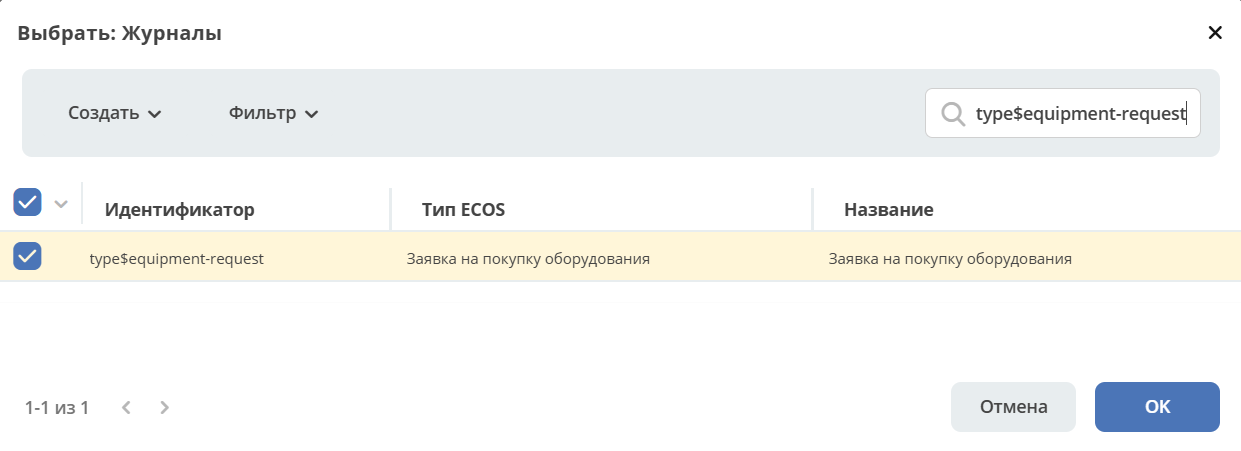 Выбрать: Журналы
Создать
Фильтр
type$equipment-request
Идентификатор
Тип ECOS
Название
type$equipment-request
Заявка на покупку оборудования
Заявка на покупку оборудования
1-1 из 1
Отмена
OK